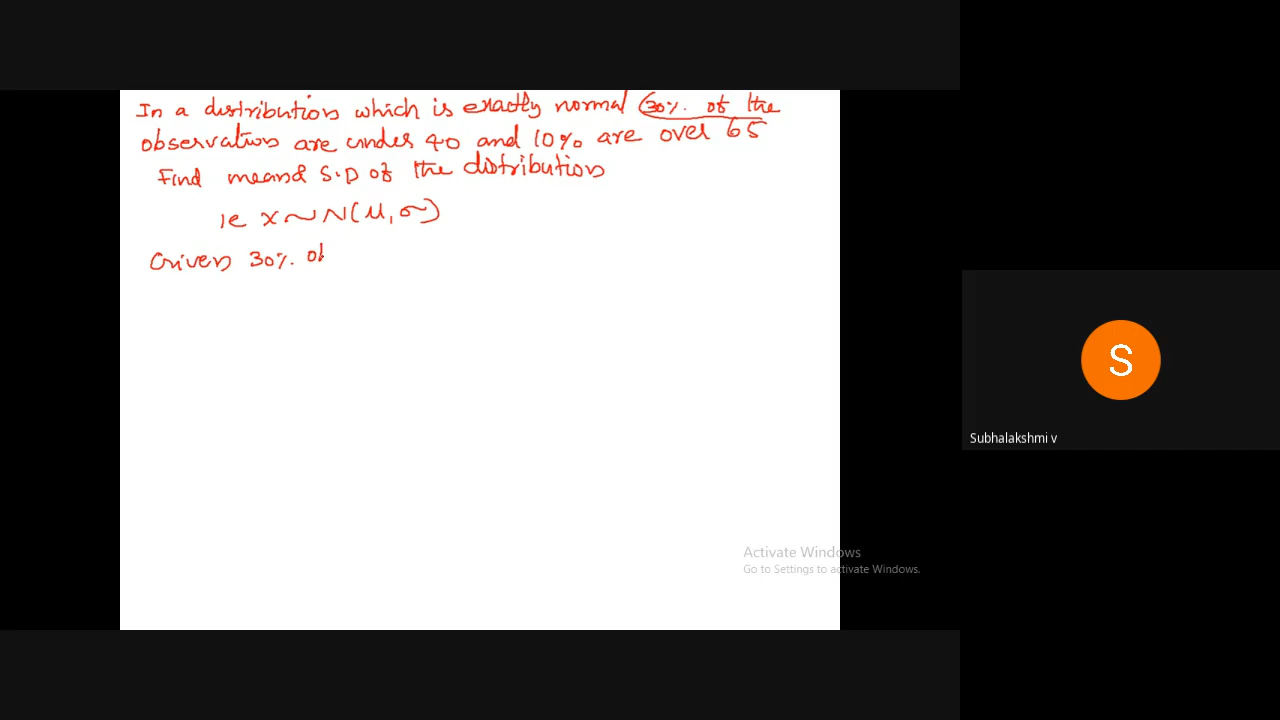 In a distribution which is exactly normal 30% of the
observation are under 40 and 10% are over 65
Find mean S.D of the distribution
ie X ~ N(μ, σ)
Given 30% of
Subhalakshmi v
S
Activate Windows
Go to Settings to activate Windows.